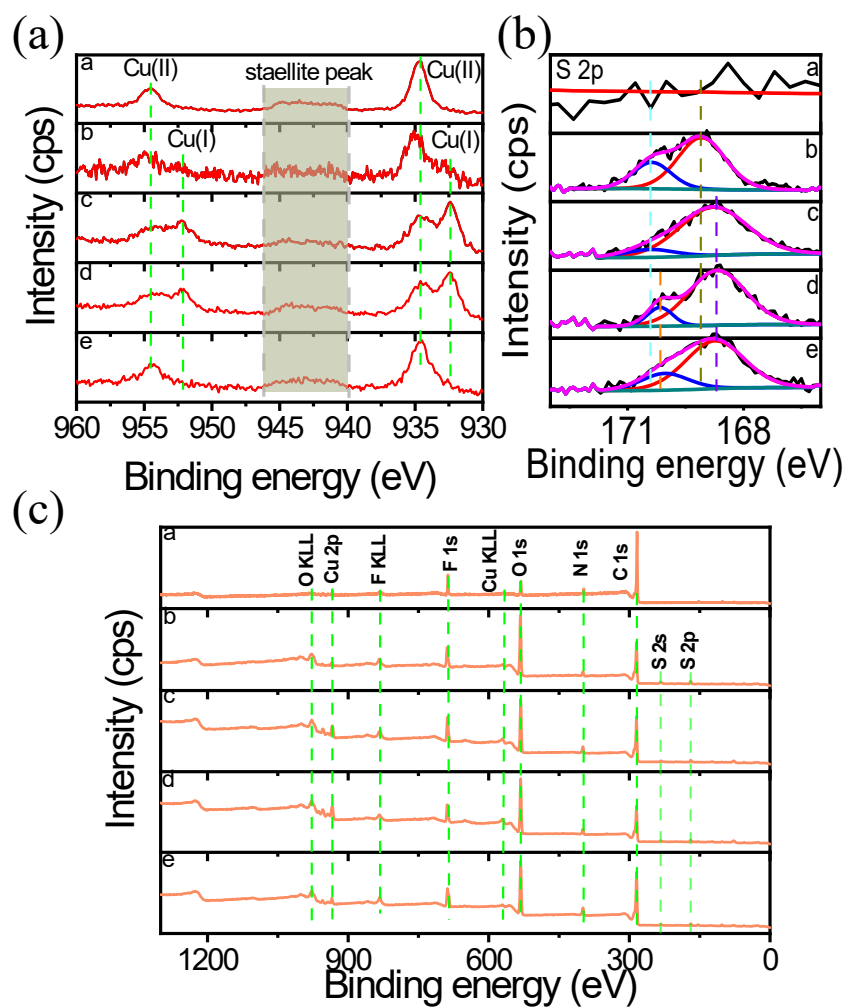 (a)
a
Cu(II)
staellite peak
Cu(II)
b
Cu(I)
Cu(I)
c
d
e
960 955 950 945 940 935 930
Binding energy (eV)
Intensity (cps)
(b)
S 2p
a
b
c
d
e
171 168
Binding energy (eV)
Intensity (cps)
(c)
a
O KLL
Cu 2p
F KLL
F 1s
Cu KLL
O 1s
N 1s
C 1s
b
S 2s
S 2p
c
d
e
1200 900 600 300 0
Binding energy (eV)
Intensity (cps)